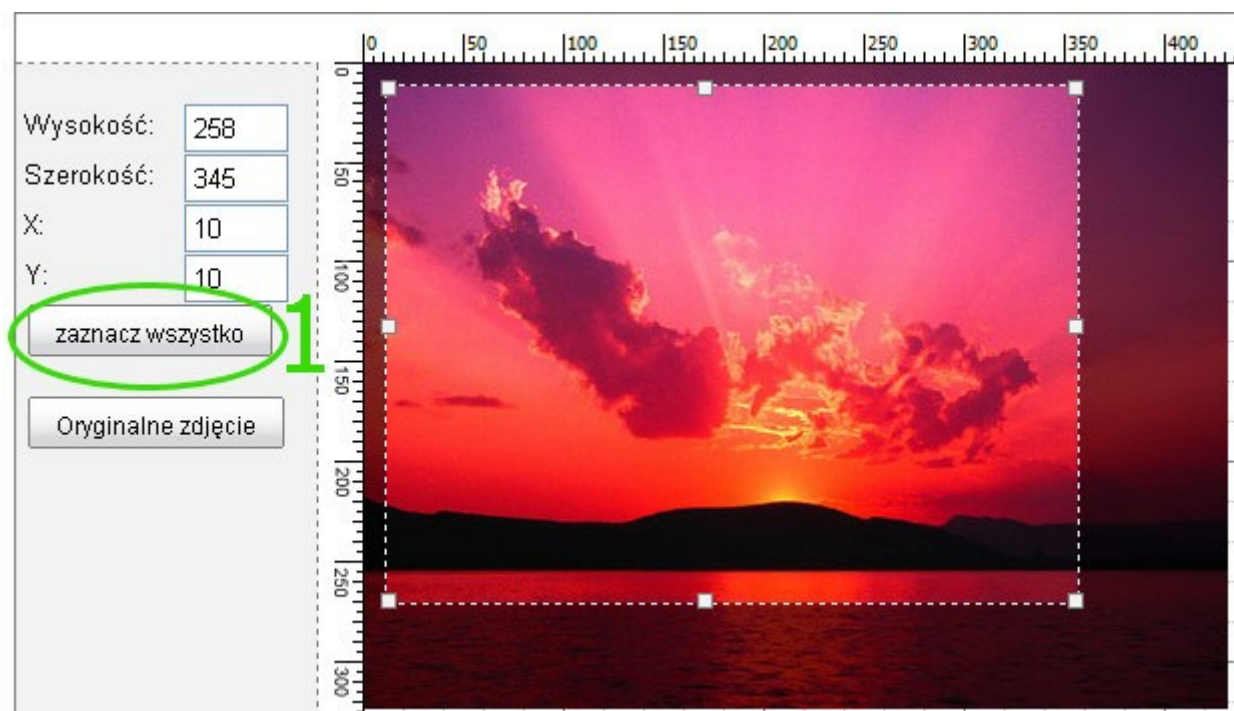 0 50 100 150 200 250 300 350 400
0
Wysokość: 258
Szerokość: 345
50
X: 10
Y: 10
100
zaznacz wszystko 1
150
Oryginalne zdjęcie
200
250
300